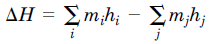 ΔH = ∑ᵢ mᵢhᵢ − ∑ⱼ mⱼhⱼ